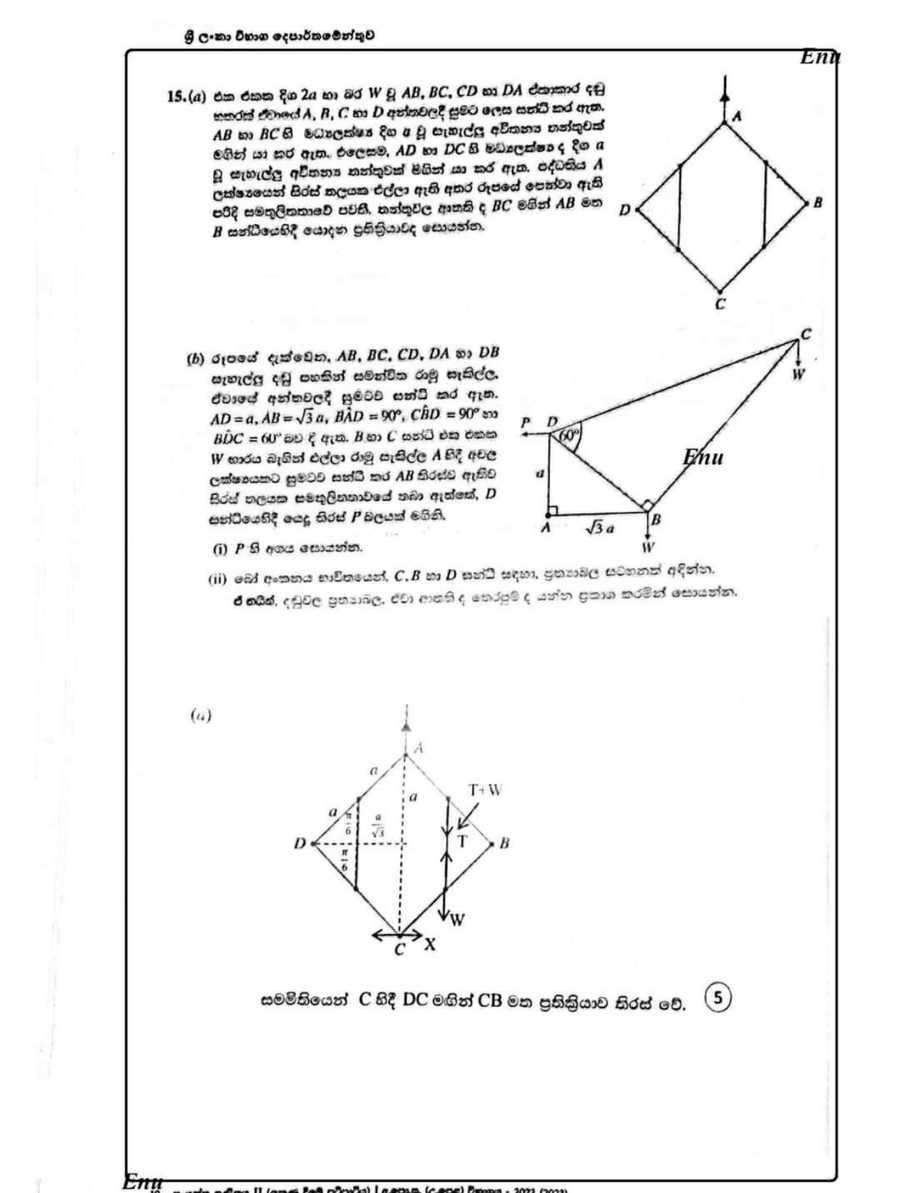 ශ්‍රී ලංකා විභාග දෙපාර්තමේන්තුව
Enu
15.(a) එක එකක දිග 2a හා බර W වූ AB, BC, CD හා DA ඒකාකාර දඬු
හතරක් ඒවායේ A, B, C හා D අන්තවලදී සුමට ලෙස සන්ධි කර ඇත.
AB හා BC හි මධ්‍යලක්ෂ්‍ය දිග a වූ සැහැල්ලු අවිතන්‍ය තන්තුවක්
මගින් යා කර ඇත. එලෙසම, AD හා DC හි මධ්‍යලක්ෂ්‍ය ද දිග a
වූ සැහැල්ලු අවිතන්‍ය තන්තුවක් මගින් යා කර ඇත. පද්ධතිය A
ලක්ෂ්‍යයෙන් සිරස් තලයක එල්ලා ඇති අතර රූපයේ පෙන්වා ඇති
පරිදි සමතුලිතතාවේ පවතී. තන්තුවල ආතති ද BC මගින් AB මත
B සන්ධියෙහිදී යොදන ප්‍රතික්‍රියාවද සොයන්න.
A
D
B
C
(b) රූපයේ දැක්වෙන, AB, BC, CD, DA හා DB
සැහැල්ලු දඬු පහකින් සමන්විත රාමු සැකිල්ල,
ඒවායේ අන්තවලදී සුමටව සන්ධි කර ඇත.
AD = a, AB = √3 a, BÂD = 90°, CB̂D = 90° හා
BD̂C = 60° බව දී ඇත. B හා C සන්ධි එක එකක
W භාරය බැගින් එල්ලා රාමු සැකිල්ල A හිදී අචල
ලක්ෂ්‍යයකට සුමටව සන්ධි කර AB තිරස්ව ඇතිව
සිරස් තලයක සමතුලිතතාවයේ තබා ඇත්තේ, D
සන්ධියෙහිදී යෙදූ තිරස් P බලයක් මගිනි.
(i) P හි අගය සොයන්න.
(ii) බෝ අංකනය භාවිතයෙන්, C, B හා D සන්ධි සඳහා, ප්‍රත්‍යාබල සටහනක් අඳින්න.
ඒ නයින්, දඬුවල ප්‍රත්‍යාබල, ඒවා ආතති ද තෙරපුම් ද යන්න ප්‍රකාශ කරමින් සොයන්න.
C
W
P D
60°
Enu
a
A
√3 a
B
W
(a)
A
a
a
a
π/6
a/√3
π/6
D
T+W
T
B
W
C
X
සමමිතියෙන් C හිදී DC මගින් CB මත ප්‍රතික්‍රියාව තිරස් වේ. 5
Enu